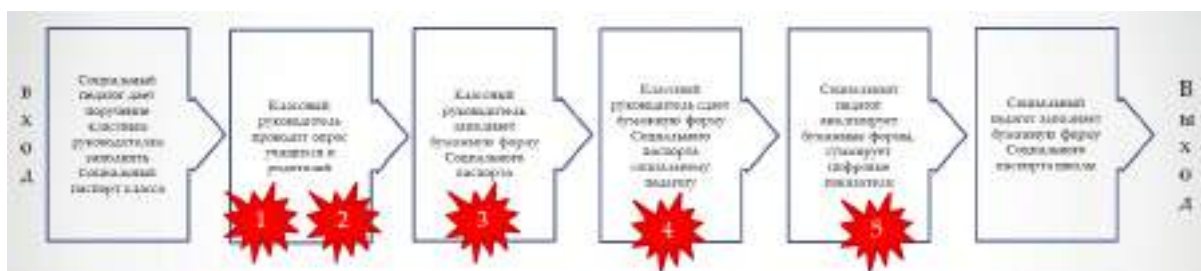 В
х
о
д
Социальный
педагог дает
поручение
классным
руководителям
заполнить
Социальный
паспорт класса
Классный
руководитель
проводит опрос
учащихся и
родителей
1
2
Классный
руководитель
заполняет
бумажную форму
Социального
паспорта
3
Классный
руководитель сдает
бумажную форму
Социального
паспорта
социальному
педагогу
4
Социальный
педагог
анализирует
бумажные формы,
суммирует
цифровые
показатели
5
Социальный
педагог заполняет
бумажную форму
Социального
паспорта школы
В
ы
х
о
д